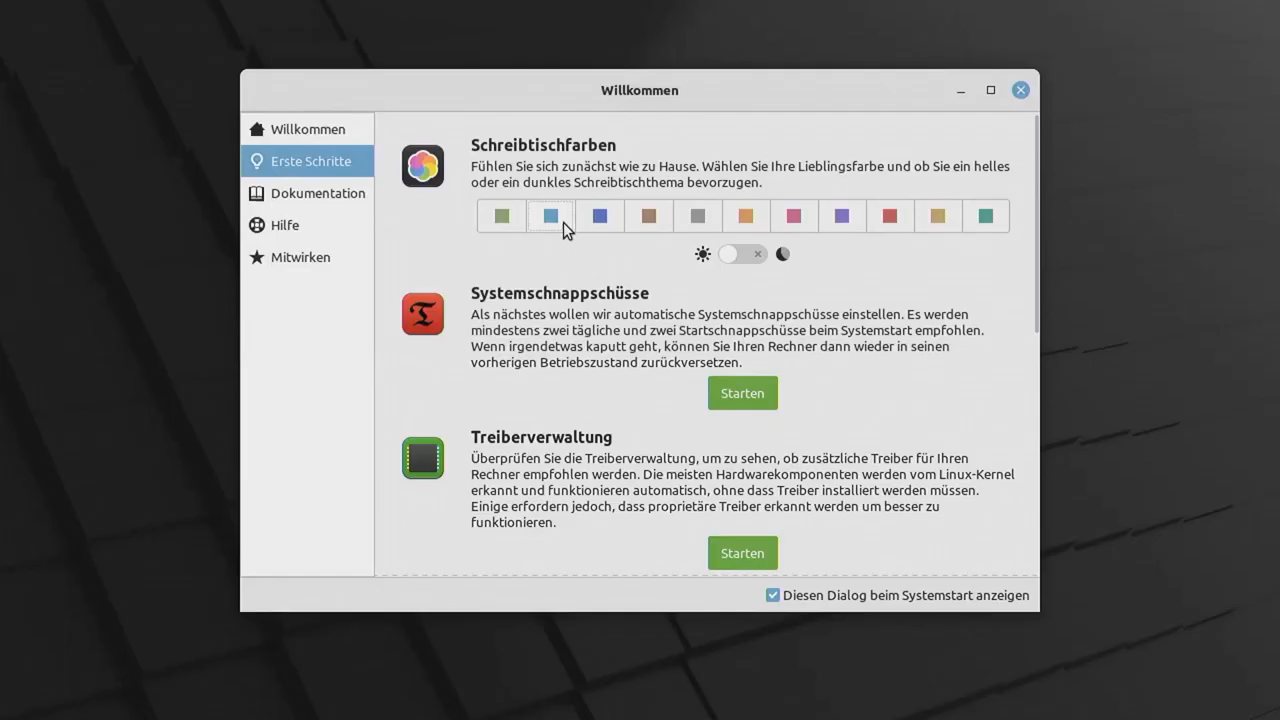 Willkommen
Willkommen
Erste Schritte
Dokumentation
Hilfe
Mitwirken
Schreibtischfarben
Fühlen Sie sich zunächst wie zu Hause. Wählen Sie Ihre Lieblingsfarbe und ob Sie ein helles
oder ein dunkles Schreibtischthema bevorzugen.
Systemschnappschüsse
Als nächstes wollen wir automatische Systemschnappschüsse einstellen. Es werden
mindestens zwei tägliche und zwei Startschnappschüsse beim Systemstart empfohlen.
Wenn irgendetwas kaputt geht, können Sie Ihren Rechner dann wieder in seinen
vorherigen Betriebszustand zurückversetzen.
Starten
Treiberverwaltung
Überprüfen Sie die Treiberverwaltung, um zu sehen, ob zusätzliche Treiber für Ihren
Rechner empfohlen werden. Die meisten Hardwarekomponenten werden vom Linux-Kernel
erkannt und funktionieren automatisch, ohne dass Treiber installiert werden müssen.
Einige erfordern jedoch, dass proprietäre Treiber erkannt werden um besser zu
funktionieren.
Starten
Diesen Dialog beim Systemstart anzeigen